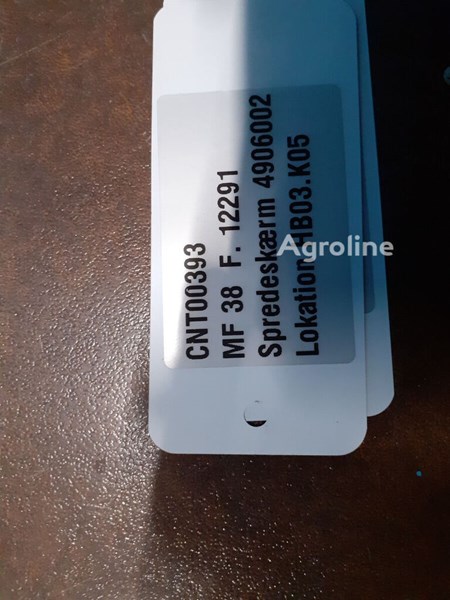 CNT00393
MF 38 F. 12291
Spredeskærm 4906002
Lokation HB03.K05
Agroline